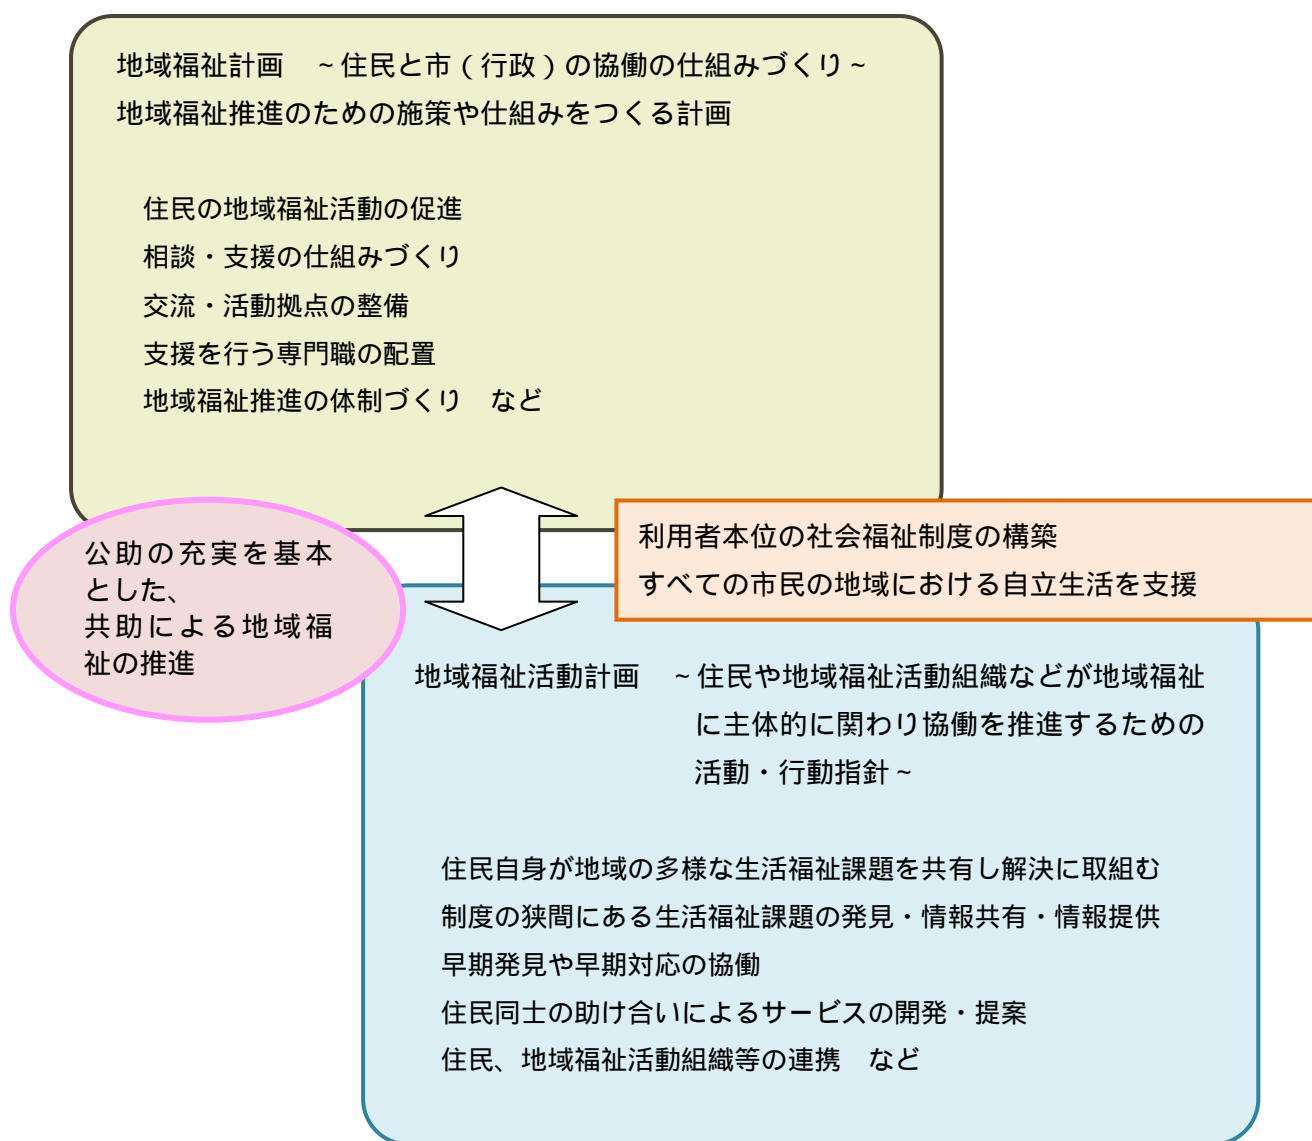 地域福祉計画　~住民と市(行政)の協働の仕組みづくり~
地域福祉推進のための施策や仕組みをつくる計画
住民の地域福祉活動の促進
相談・支援の仕組みづくり
交流・活動拠点の整備
支援を行う専門職の配置
地域福祉推進の体制づくり　など
公助の充実を基本
とした、
共助による地域福
祉の推進
利用者本位の社会福祉制度の構築
すべての市民の地域における自立生活を支援
地域福祉活動計画　~住民や地域福祉活動組織などが地域福祉
に主体的に関わり協働を推進するための
活動・行動指針~
住民自身が地域の多様な生活福祉課題を共有し解決に取組む
制度の狭間にある生活福祉課題の発見・情報共有・情報提供
早期発見や早期対応の協働
住民同士の助け合いによるサービスの開発・提案
住民、地域福祉活動組織等の連携　など